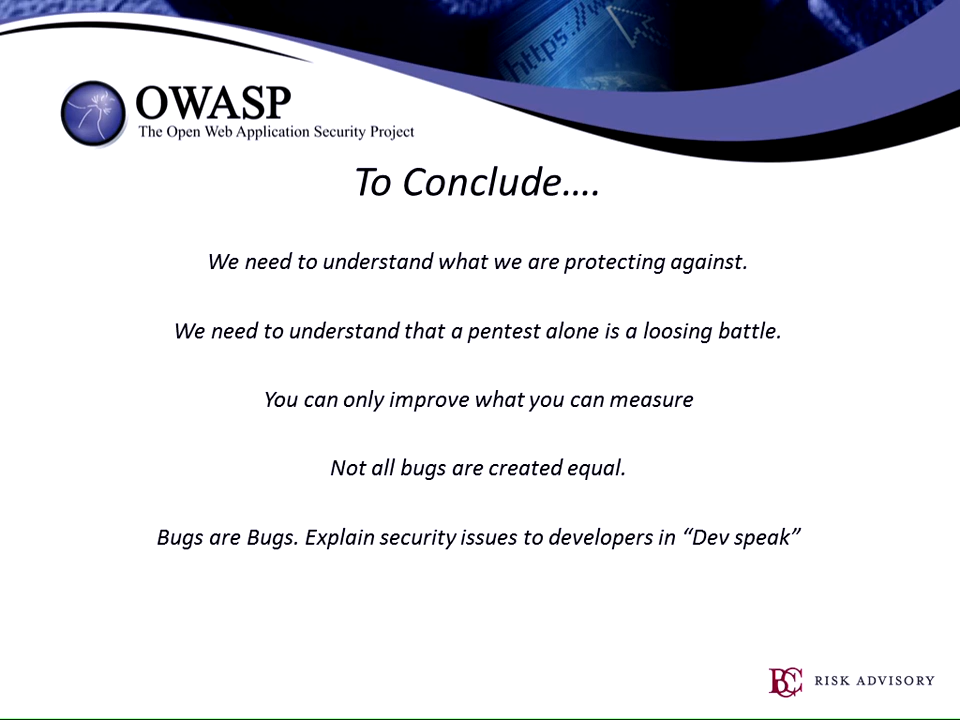 https://w
OWASP
The Open Web Application Security Project
To Conclude….
We need to understand what we are protecting against.
We need to understand that a pentest alone is a loosing battle.
You can only improve what you can measure
Not all bugs are created equal.
Bugs are Bugs. Explain security issues to developers in “Dev speak”
BCC RISK ADVISORY